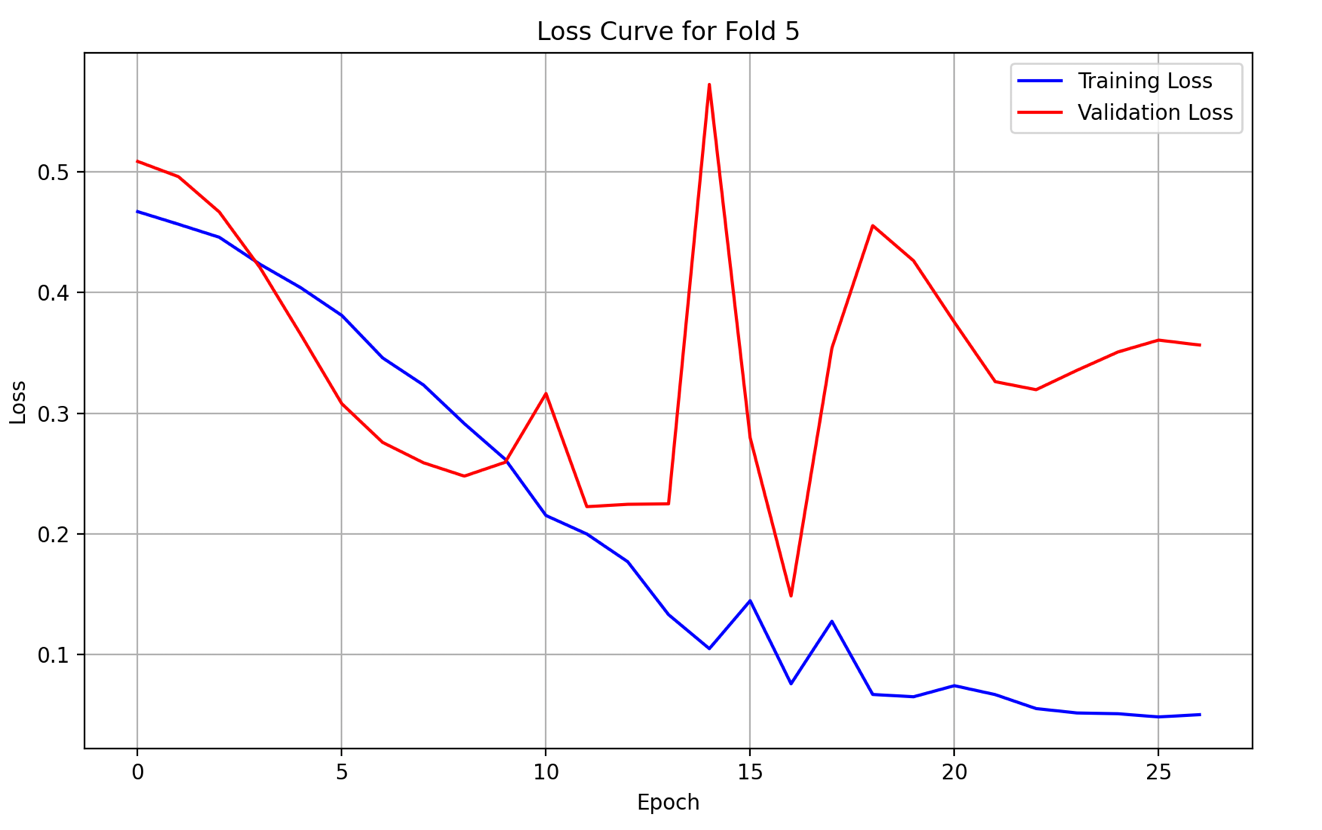 Loss Curve for Fold 5
Training Loss
Validation Loss
0.5
0.4
0.3
0.2
0.1
Loss
0 5 10 15 20 25
Epoch